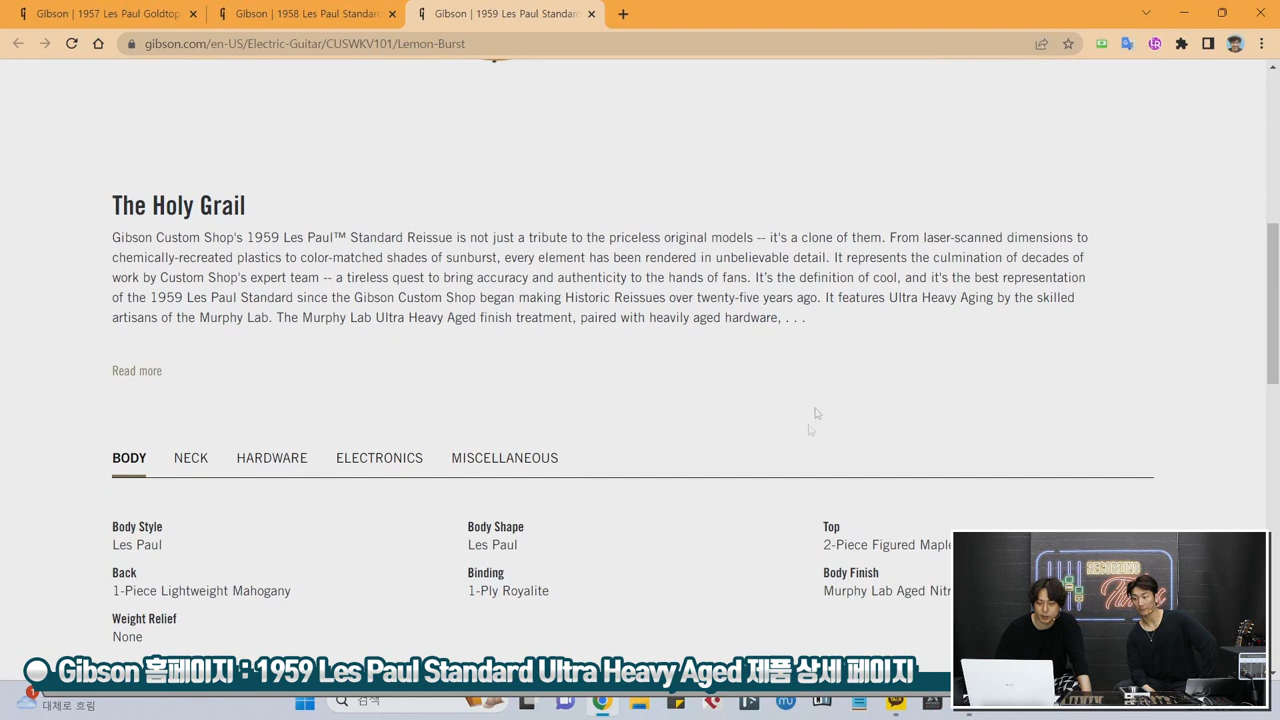 Gibson | 1957 Les Paul Goldtop
Gibson | 1958 Les Paul Standard
Gibson | 1959 Les Paul Standard
gibson.com/en-US/Electric-Guitar/CUSWKV101/Lemon-Burst
The Holy Grail
Gibson Custom Shop's 1959 Les Paul™ Standard Reissue is not just a tribute to the priceless original models -- it's a clone of them. From laser-scanned dimensions to
chemically-recreated plastics to color-matched shades of sunburst, every element has been rendered in unbelievable detail. It represents the culmination of decades of
work by Custom Shop's expert team -- a tireless quest to bring accuracy and authenticity to the hands of fans. It's the definition of cool, and it's the best representation
of the 1959 Les Paul Standard since the Gibson Custom Shop began making Historic Reissues over twenty-five years ago. It features Ultra Heavy Aging by the skilled
artisans of the Murphy Lab. The Murphy Lab Ultra Heavy Aged finish treatment, paired with heavily aged hardware, . . .
Read more
BODY NECK HARDWARE ELECTRONICS MISCELLANEOUS
Body Style Body Shape Top
Les Paul Les Paul 2-Piece Figured Maple
Back Binding Body Finish
1-Piece Lightweight Mahogany 1-Ply Royalite Murphy Lab Aged Nitr
Weight Relief
None
RECORDING
Gibson 홈페이지 : 1959 Les Paul Standard Ultra Heavy Aged 제품 상세 페이지
1
대체로 흐림
검색